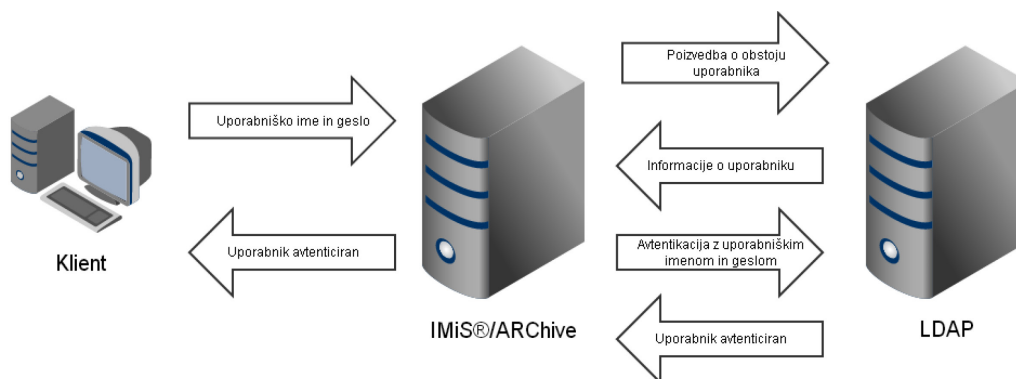 Poizvedba o obstoju
uporabnika
Uporabniško ime in geslo
Informacije o uporabniku
Uporabnik avtenticiran
Avtentikacija z uporabniškim
imenom in geslom
Klient
IMiS®/ARChive
Uporabnik avtenticiran
LDAP